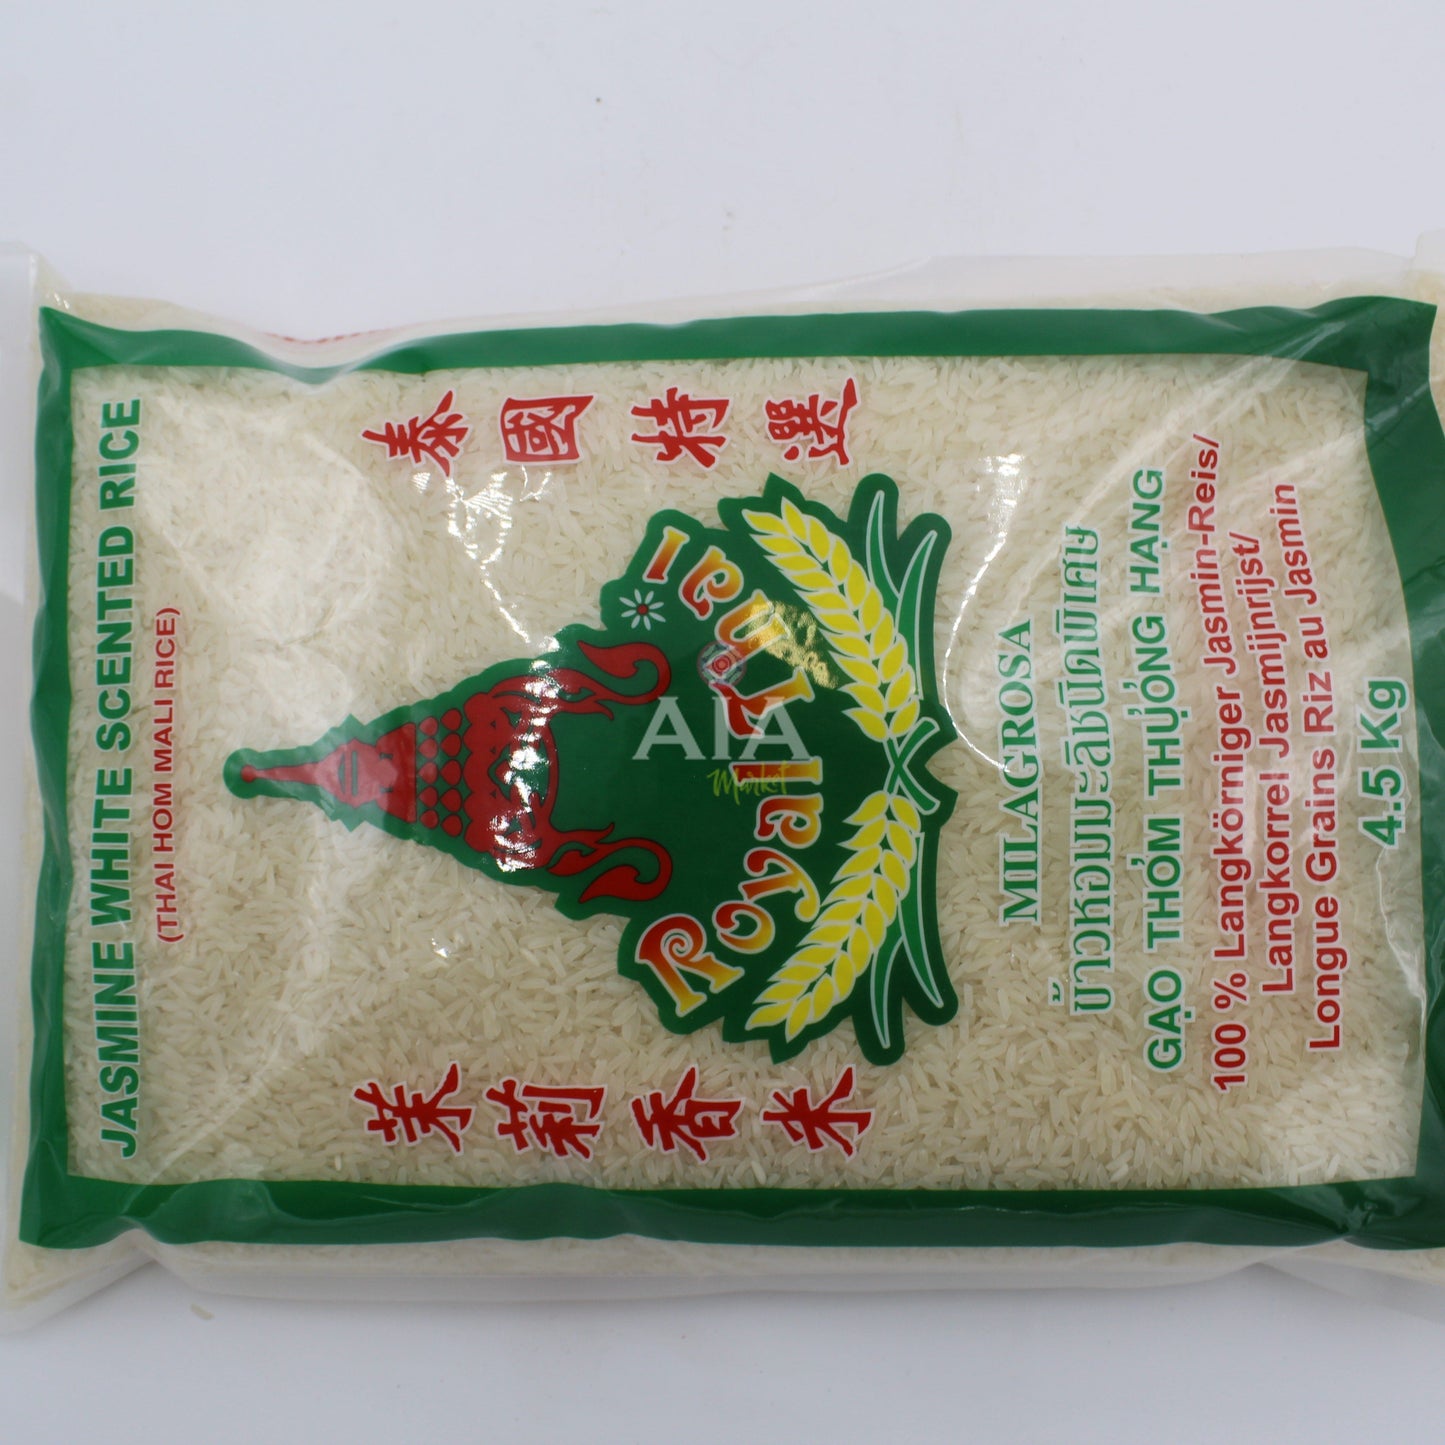 JASMINE WHITE SCENTED RICE
(THAI HOM MALI RICE)
茉莉香米
泰國特選
Royal Thai
AIA
Market
MILAGROSA
ข้าวหอมมะลิชนิดพิเศษ
GẠO THƠM THƯỢNG HẠNG
100 % Langkörniger Jasmin-Reis/
Langkorrel Jasmijnrijst/
Longue Grains Riz au Jasmin
4.5 Kg